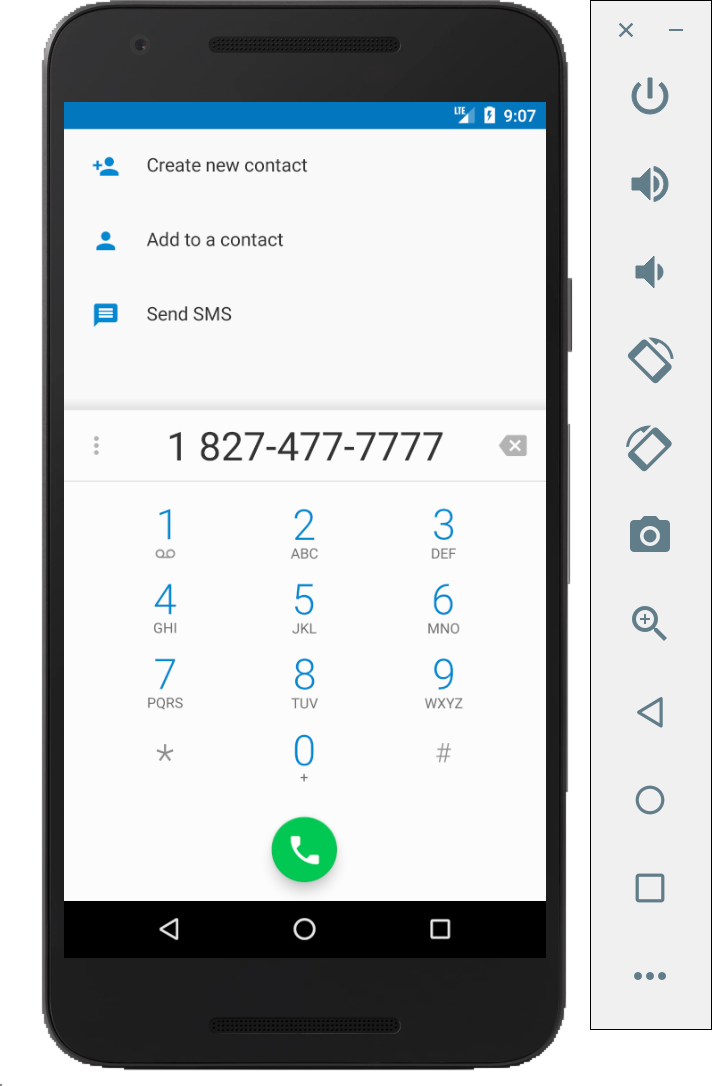 LTE 9:07
Create new contact
Add to a contact
Send SMS
1 827-477-7777
1 2 3
ABC DEF
4 5 6
GHI JKL MNO
7 8 9
PQRS TUV WXYZ
* 0 #
+